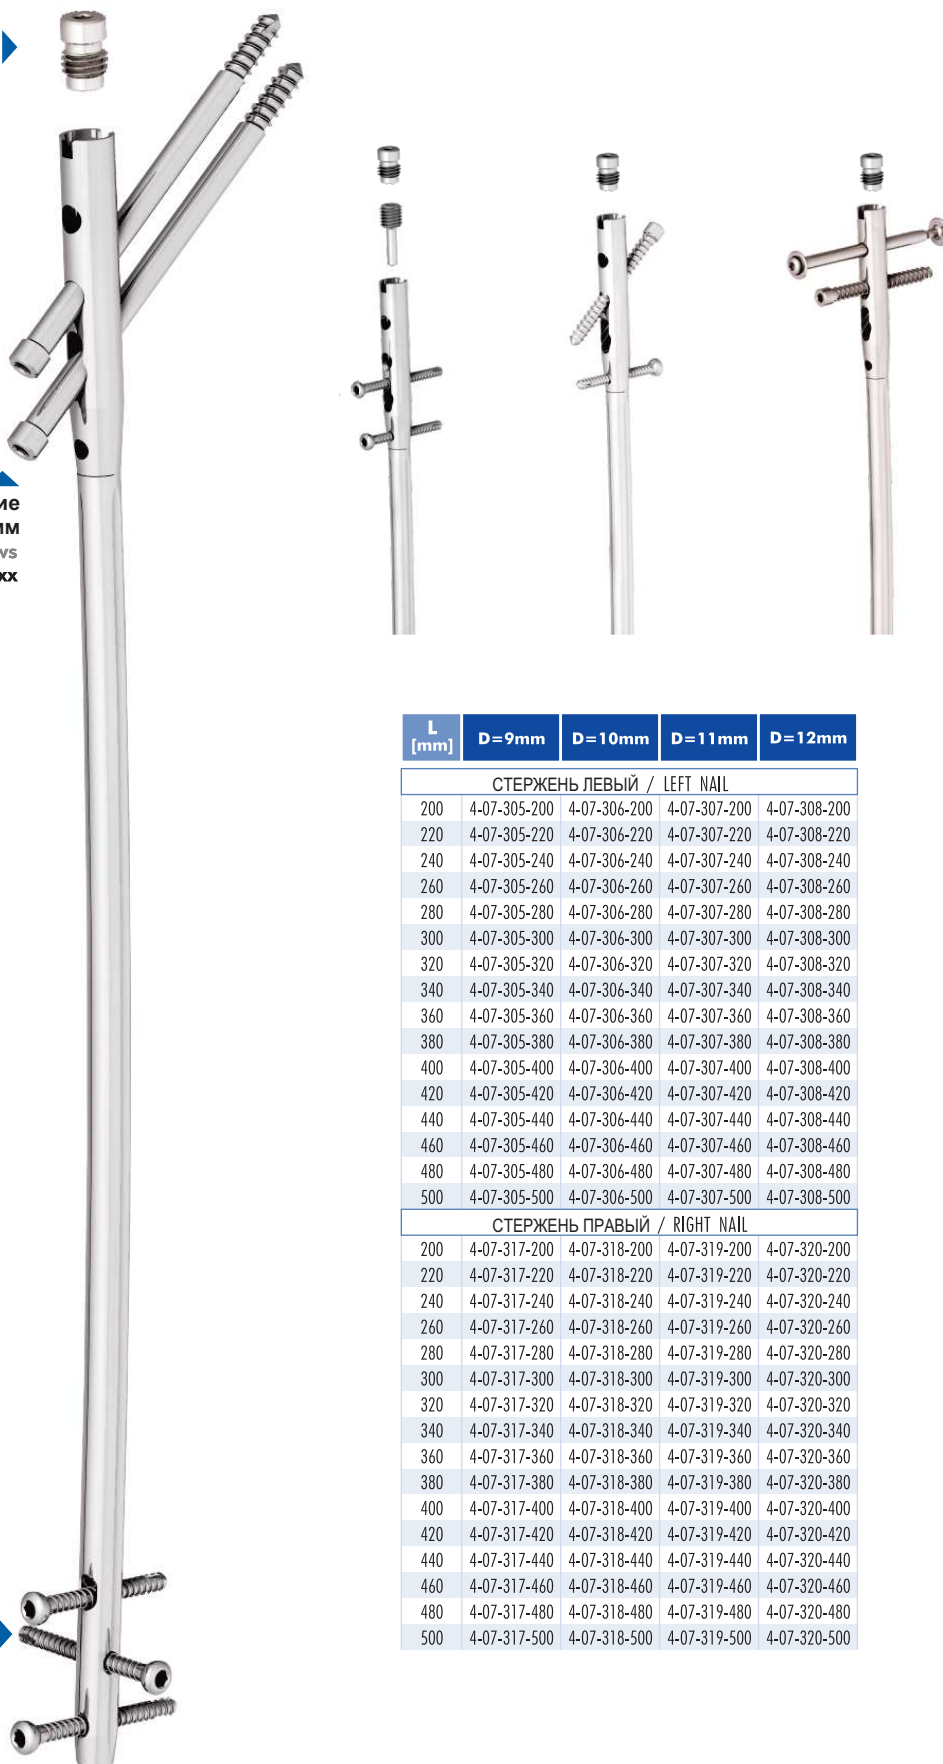 ие
мм
ws
xx
L
[mm] D=9mm D=10mm D=11mm D=12mm
СТЕРЖЕНЬ ЛЕВЫЙ / LEFT NAIL
200 4-07-305-200 4-07-306-200 4-07-307-200 4-07-308-200
220 4-07-305-220 4-07-306-220 4-07-307-220 4-07-308-220
240 4-07-305-240 4-07-306-240 4-07-307-240 4-07-308-240
260 4-07-305-260 4-07-306-260 4-07-307-260 4-07-308-260
280 4-07-305-280 4-07-306-280 4-07-307-280 4-07-308-280
300 4-07-305-300 4-07-306-300 4-07-307-300 4-07-308-300
320 4-07-305-320 4-07-306-320 4-07-307-320 4-07-308-320
340 4-07-305-340 4-07-306-340 4-07-307-340 4-07-308-340
360 4-07-305-360 4-07-306-360 4-07-307-360 4-07-308-360
380 4-07-305-380 4-07-306-380 4-07-307-380 4-07-308-380
400 4-07-305-400 4-07-306-400 4-07-307-400 4-07-308-400
420 4-07-305-420 4-07-306-420 4-07-307-420 4-07-308-420
440 4-07-305-440 4-07-306-440 4-07-307-440 4-07-308-440
460 4-07-305-460 4-07-306-460 4-07-307-460 4-07-308-460
480 4-07-305-480 4-07-306-480 4-07-307-480 4-07-308-480
500 4-07-305-500 4-07-306-500 4-07-307-500 4-07-308-500
СТЕРЖЕНЬ ПРАВЫЙ / RIGHT NAIL
200 4-07-317-200 4-07-318-200 4-07-319-200 4-07-320-200
220 4-07-317-220 4-07-318-220 4-07-319-220 4-07-320-220
240 4-07-317-240 4-07-318-240 4-07-319-240 4-07-320-240
260 4-07-317-260 4-07-318-260 4-07-319-260 4-07-320-260
280 4-07-317-280 4-07-318-280 4-07-319-280 4-07-320-280
300 4-07-317-300 4-07-318-300 4-07-319-300 4-07-320-300
320 4-07-317-320 4-07-318-320 4-07-319-320 4-07-320-320
340 4-07-317-340 4-07-318-340 4-07-319-340 4-07-320-340
360 4-07-317-360 4-07-318-360 4-07-319-360 4-07-320-360
380 4-07-317-380 4-07-318-380 4-07-319-380 4-07-320-380
400 4-07-317-400 4-07-318-400 4-07-319-400 4-07-320-400
420 4-07-317-420 4-07-318-420 4-07-319-420 4-07-320-420
440 4-07-317-440 4-07-318-440 4-07-319-440 4-07-320-440
460 4-07-317-460 4-07-318-460 4-07-319-460 4-07-320-460
480 4-07-317-480 4-07-318-480 4-07-319-480 4-07-320-480
500 4-07-317-500 4-07-318-500 4-07-319-500 4-07-320-500